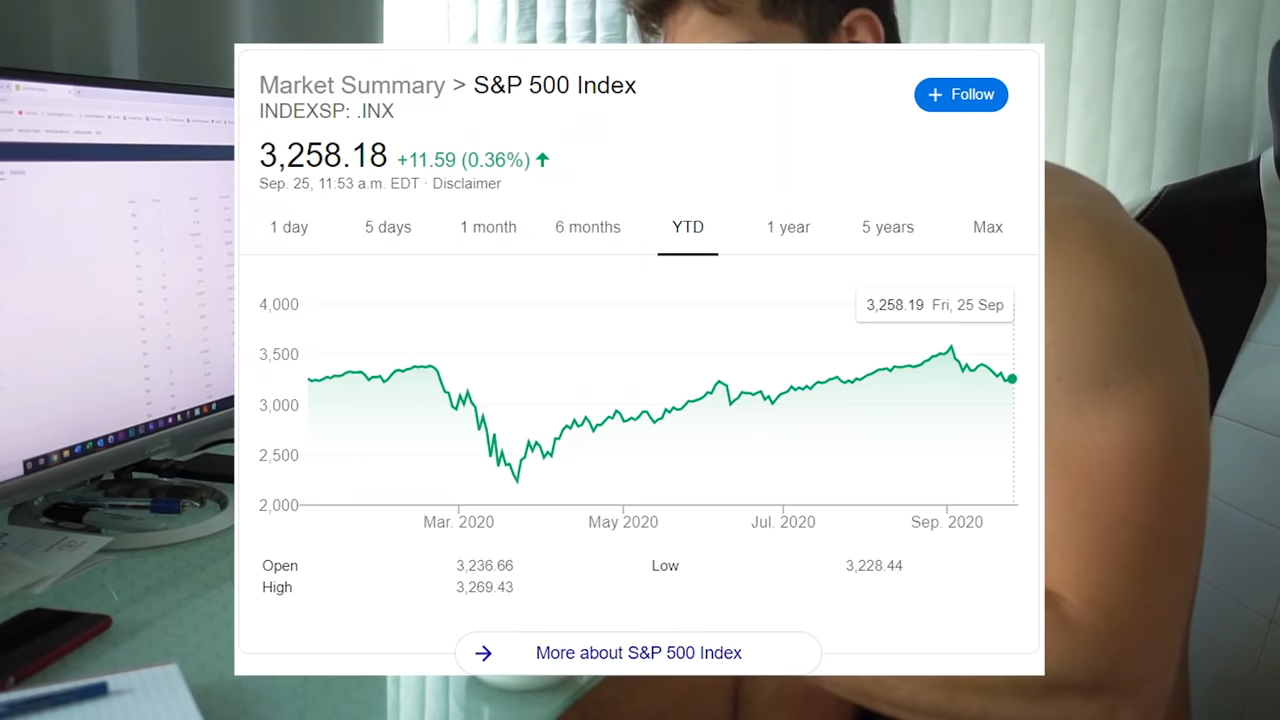 Market Summary > S&P 500 Index
INDEXSP: .INX
+ Follow
3,258.18 +11.59 (0.36%) ↑
Sep. 25, 11:53 a.m. EDT · Disclaimer
1 day 5 days 1 month 6 months YTD 1 year 5 years Max
3,258.19 Fri, 25 Sep
4,000
3,500
3,000
2,500
2,000
Mar. 2020 May 2020 Jul. 2020 Sep. 2020
Open 3,236.66 Low 3,228.44
High 3,269.43
→ More about S&P 500 Index